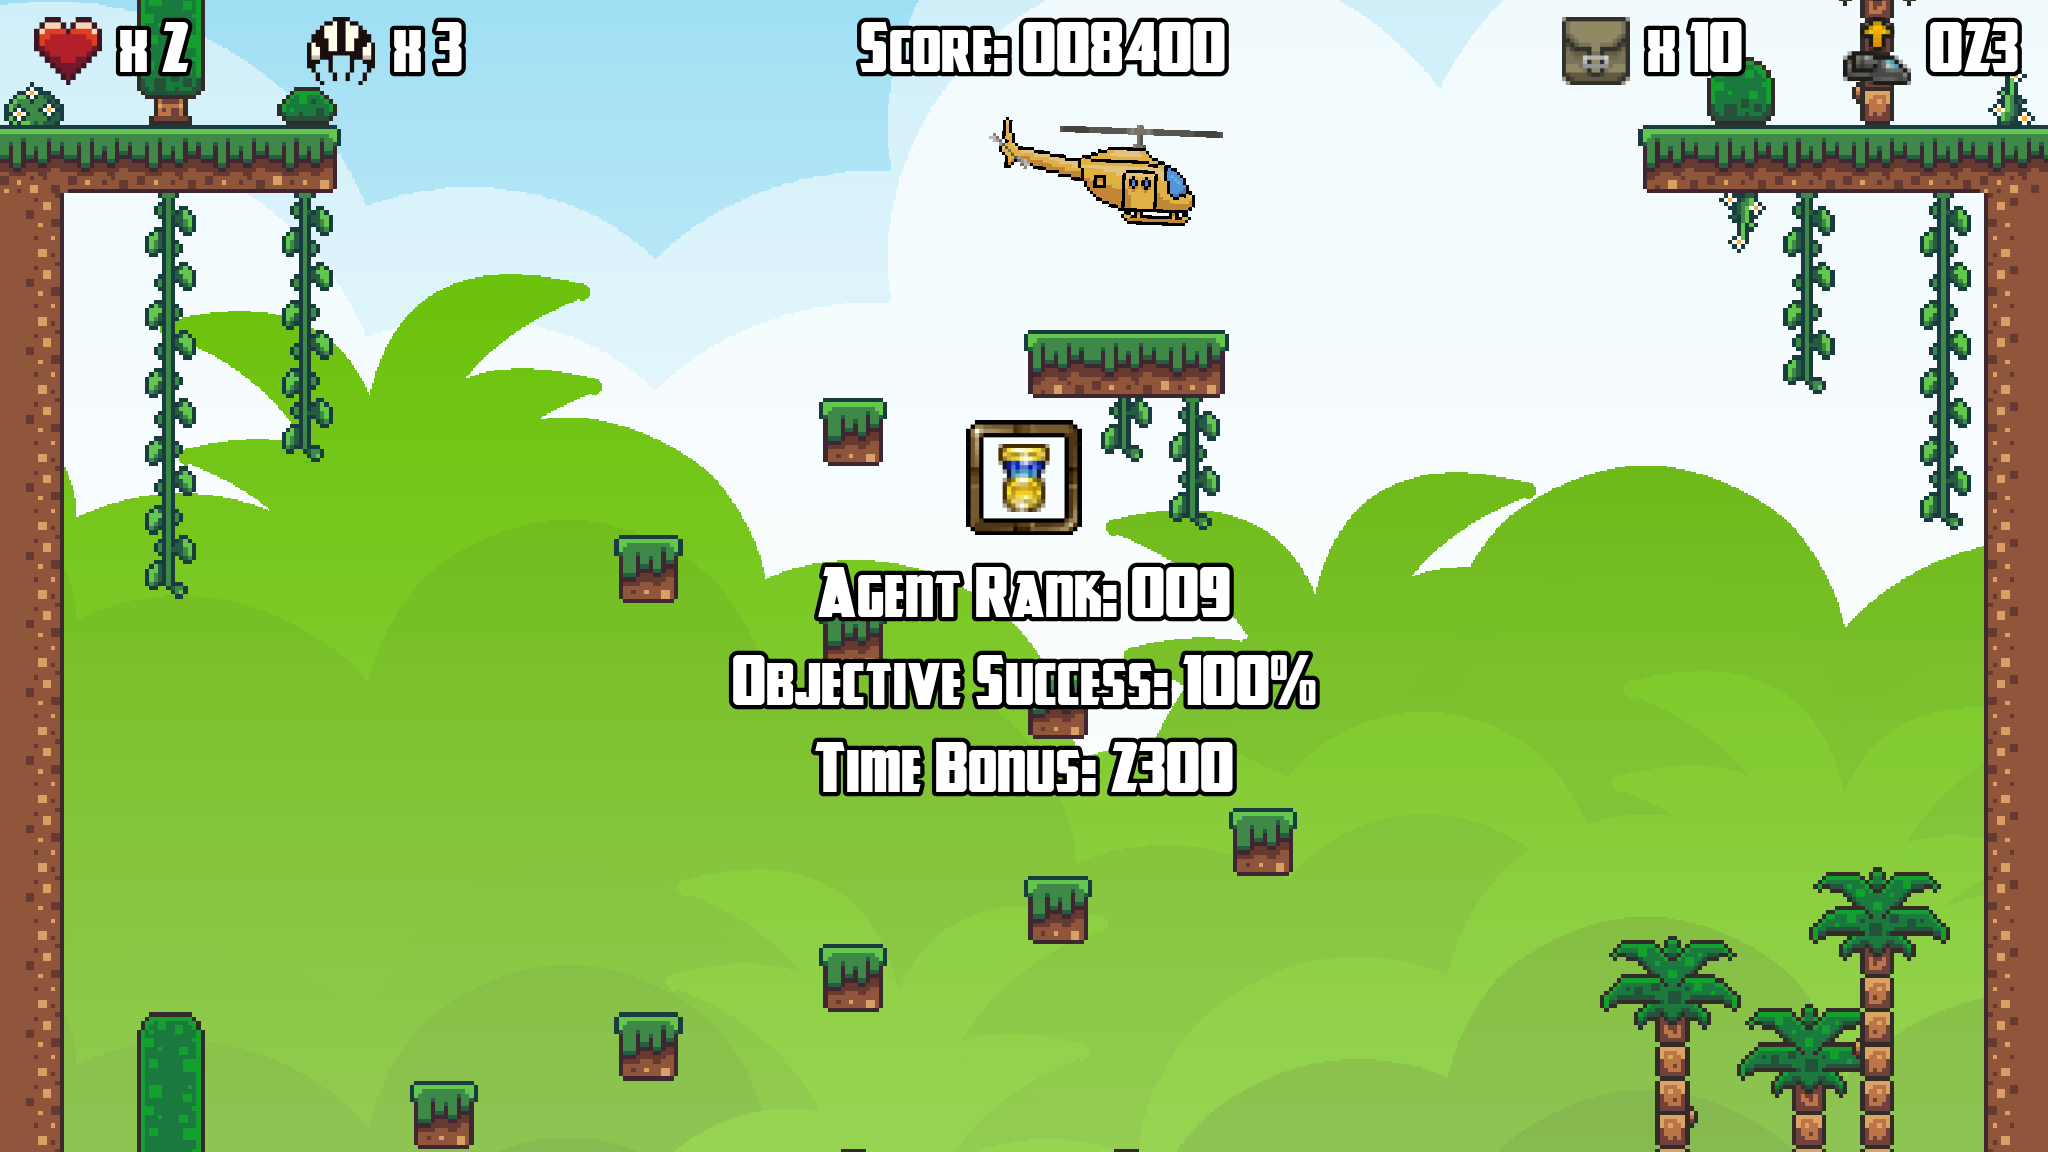 x 2
x 3
Score: 008400
x 10
023
Agent Rank: 009
Objective Success: 100%
Time Bonus: 2300